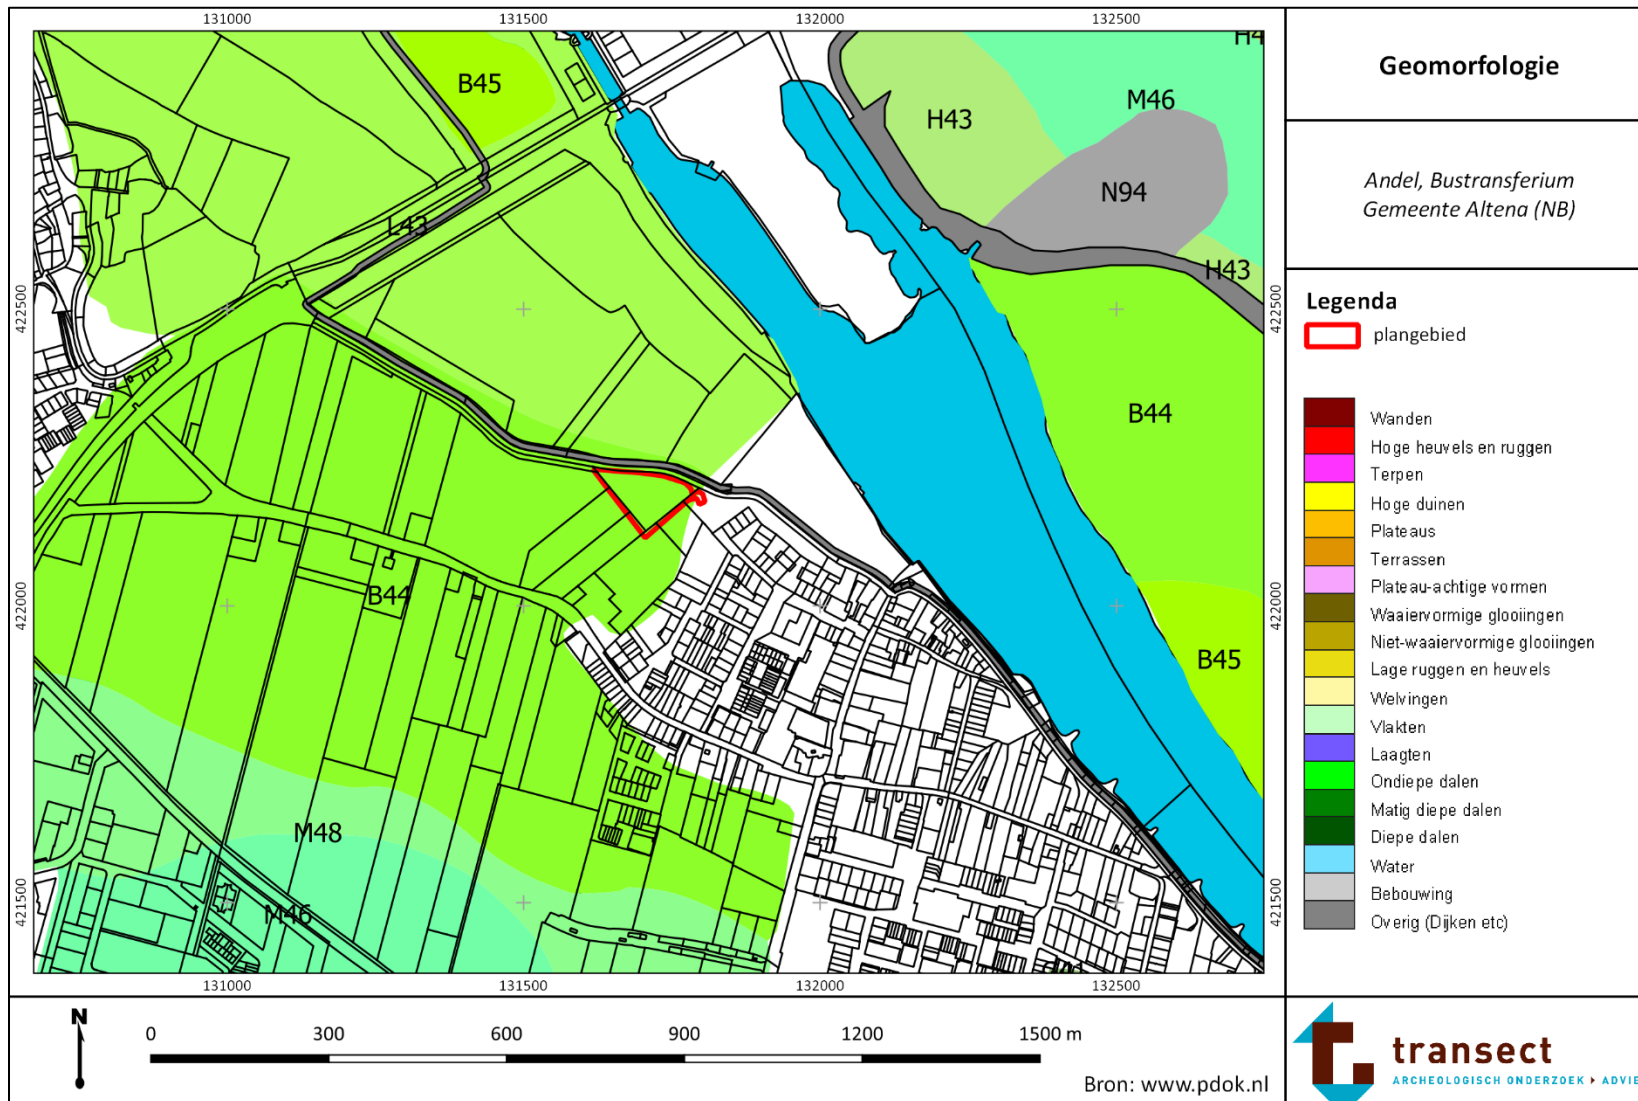 131000 131500 132000 132500
H4
B45
M46
H43
N94
L43
H43
422500 422500
B44
B44
422000 422000
B45
M48
M46
421500 421500
131000 131500 132000 132500
N
0 300 600 900 1200 1500 m
Bron: www.pdok.nl
Geomorfologie
Andel, Bustransferium
Gemeente Altena (NB)
Legenda
plangebied
Wanden
Hoge heuvels en ruggen
Terpen
Hoge duinen
Plateaus
Terrassen
Plateau-achtige vormen
Waaiervormige glooiingen
Niet-waaiervormige glooiingen
Lage ruggen en heuvels
Welvingen
Vlakten
Laagten
Ondiepe dalen
Matig diepe dalen
Diepe dalen
Water
Bebouwing
Overig (Dijken etc)
transect
ARCHEOLOGISCH ONDERZOEK ▸ ADVIE